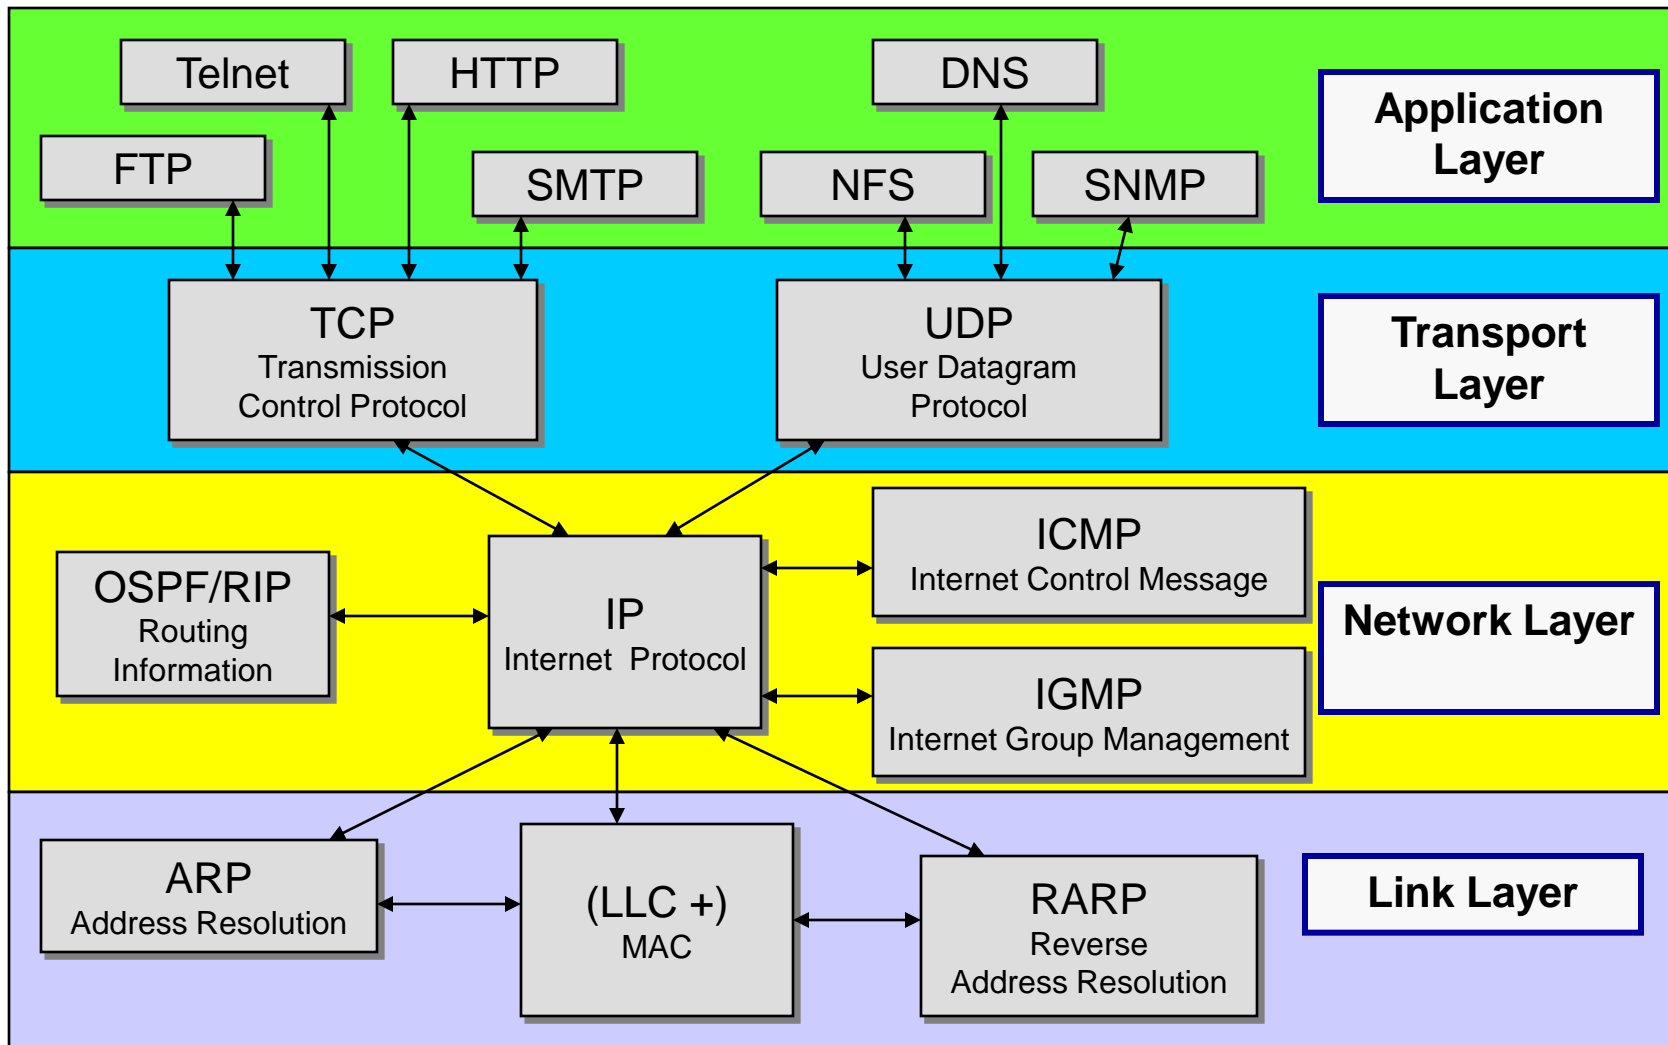 Telnet
HTTP
DNS
Application
Layer
FTP
SMTP
NFS
SNMP
TCP
Transmission
Control Protocol
UDP
User Datagram
Protocol
Transport
Layer
OSPF/RIP
Routing
Information
IP
Internet Protocol
ICMP
Internet Control Message
IGMP
Internet Group Management
Network Layer
ARP
Address Resolution
(LLC +)
MAC
RARP
Reverse
Address Resolution
Link Layer